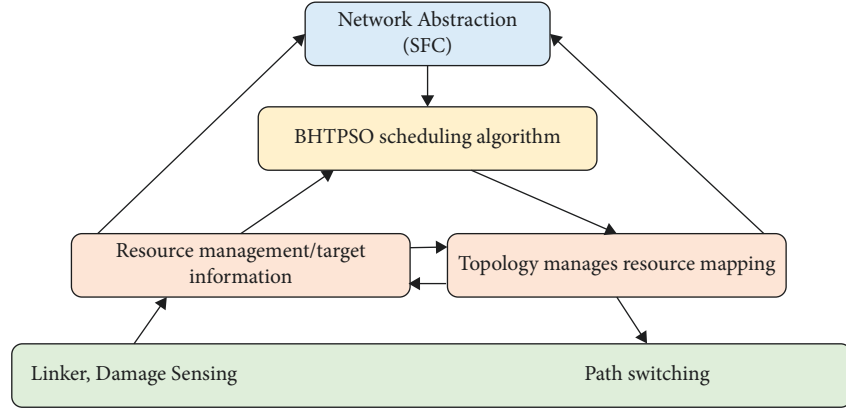 Network Abstraction
(SFC)
BHTPSO scheduling algorithm
Resource management/target
information
Topology manages resource mapping
Linker, Damage Sensing
Path switching